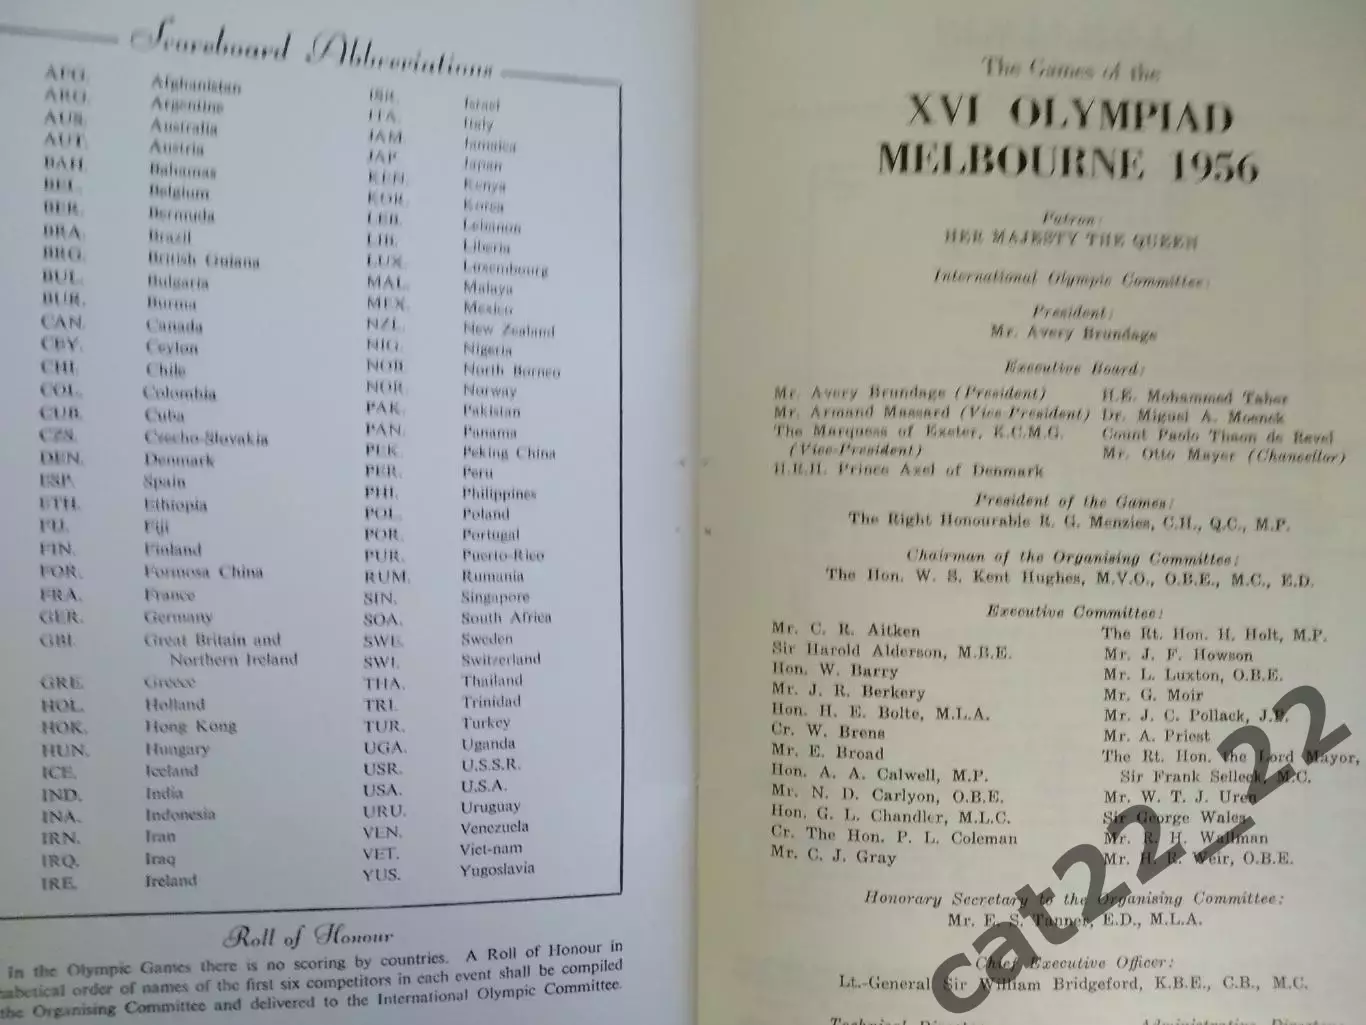 Scoreboard Abbreviations
AFG. Afghanistan
ARG. Argentine
AUS. Australia
AUT. Austria
BAH. Bahamas
BEL. Belgium
BER. Bermuda
BRA. Brazil
BRG. British Guiana
BUL. Bulgaria
BUR. Burma
CAN. Canada
CEY. Ceylon
CHI. Chile
COL. Colombia
CUB. Cuba
CZS. Czecho-Slovakia
DEN. Denmark
ESP. Spain
ETH. Ethiopia
FIJ. Fiji
FIN. Finland
FOR. Formosa China
FRA. France
GER. Germany
GBI. Great Britain and
Northern Ireland
GRE. Greece
HOL. Holland
HOK. Hong Kong
HUN. Hungary
ICE. Iceland
IND. India
INA. Indonesia
IRN. Iran
IRQ. Iraq
IRE. Ireland
ISR. Israel
ITA. Italy
JAM. Jamaica
JAP. Japan
KEN. Kenya
KOR. Korea
LEB. Lebanon
LIB. Liberia
LUX. Luxembourg
MAL. Malaya
MEX. Mexico
NZL. New Zealand
NIG. Nigeria
NOB. North Borneo
NOR. Norway
PAK. Pakistan
PAN. Panama
PEK. Peking China
PER. Peru
PHI. Philippines
POL. Poland
POR. Portugal
PUR. Puerto-Rico
RUM. Rumania
SIN. Singapore
SOA. South Africa
SWE. Sweden
SWI. Switzerland
THA. Thailand
TRI. Trinidad
TUR. Turkey
UGA. Uganda
USR. U.S.S.R.
USA. U.S.A.
URU. Uruguay
VEN. Venezuela
VET. Viet-nam
YUS. Yugoslavia
Roll of Honour
in the Olympic Games there is no scoring by countries. A Roll of Honour in
habetical order of names of the first six competitors in each event shall be compiled
the Organising Committee and delivered to the International Olympic Committee.
The Games of the
XVI OLYMPIAD
MELBOURNE 1956
Patron:
HER MAJESTY THE QUEEN
International Olympic Committee:
President:
Mr. Avery Brundage
Executive Board:
Mr. Avery Brundage (President)
Mr. Armand Massard (Vice-President)
The Marquess of Exeter, K.C.M.G.
(Vice-President)
H.R.H. Prince Axel of Denmark
H.E. Mohammed Taher
Dr. Miguel A. Moenck
Count Paolo Thaon de Revel
Mr. Otto Mayer (Chancellor)
President of the Games:
The Right Honourable R. G. Menzies, C.H., Q.C., M.P.
Chairman of the Organising Committee:
The Hon. W. S. Kent Hughes, M.V.O., O.B.E., M.C., E.D.
Executive Committee:
Mr. C. R. Aitken
Sir Harold Alderson, M.B.E.
Hon. W. Barry
Mr. J. R. Berkery
Hon. H. E. Bolte, M.L.A.
Cr. W. Brens
Mr. E. Broad
Hon. A. A. Calwell, M.P.
Mr. N. D. Carlyon, O.B.E.
Hon. G. L. Chandler, M.L.C.
Cr. The Hon. P. L. Coleman
Mr. C. J. Gray
The Rt. Hon. H. Holt, M.P.
Mr. J. F. Howson
Mr. L. Luxton, O.B.E.
Mr. G. Moir
Mr. J. C. Pollack, J.P.
Mr. A. Priest
The Rt. Hon. the Lord Mayor,
Sir Frank Selleck, M.C.
Mr. W. T. J. Uren
Sir George Wales
Mr. R. H. Wallman
Mr. H. R. Weir, O.B.E.
Honorary Secretary to the Organising Committee:
Mr. E. S. Tanner, E.D., M.L.A.
Chief Executive Officer:
Lt.-General Sir William Bridgeford, K.B.E., C.B., M.C.
Technical Administrative
cat22_22